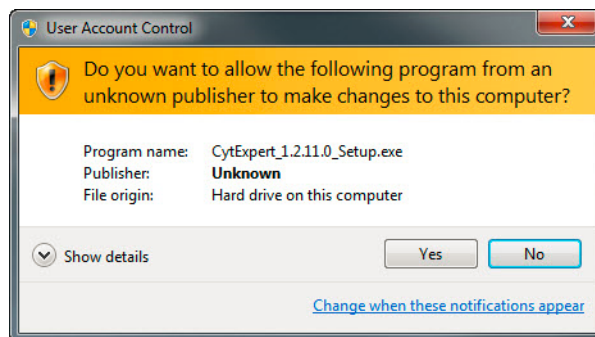 User Account Control
Do you want to allow the following program from an
unknown publisher to make changes to this computer?
Program name: CytExpert_1.2.11.0_Setup.exe
Publisher: Unknown
File origin: Hard drive on this computer
Show details
Yes
No
Change when these notifications appear